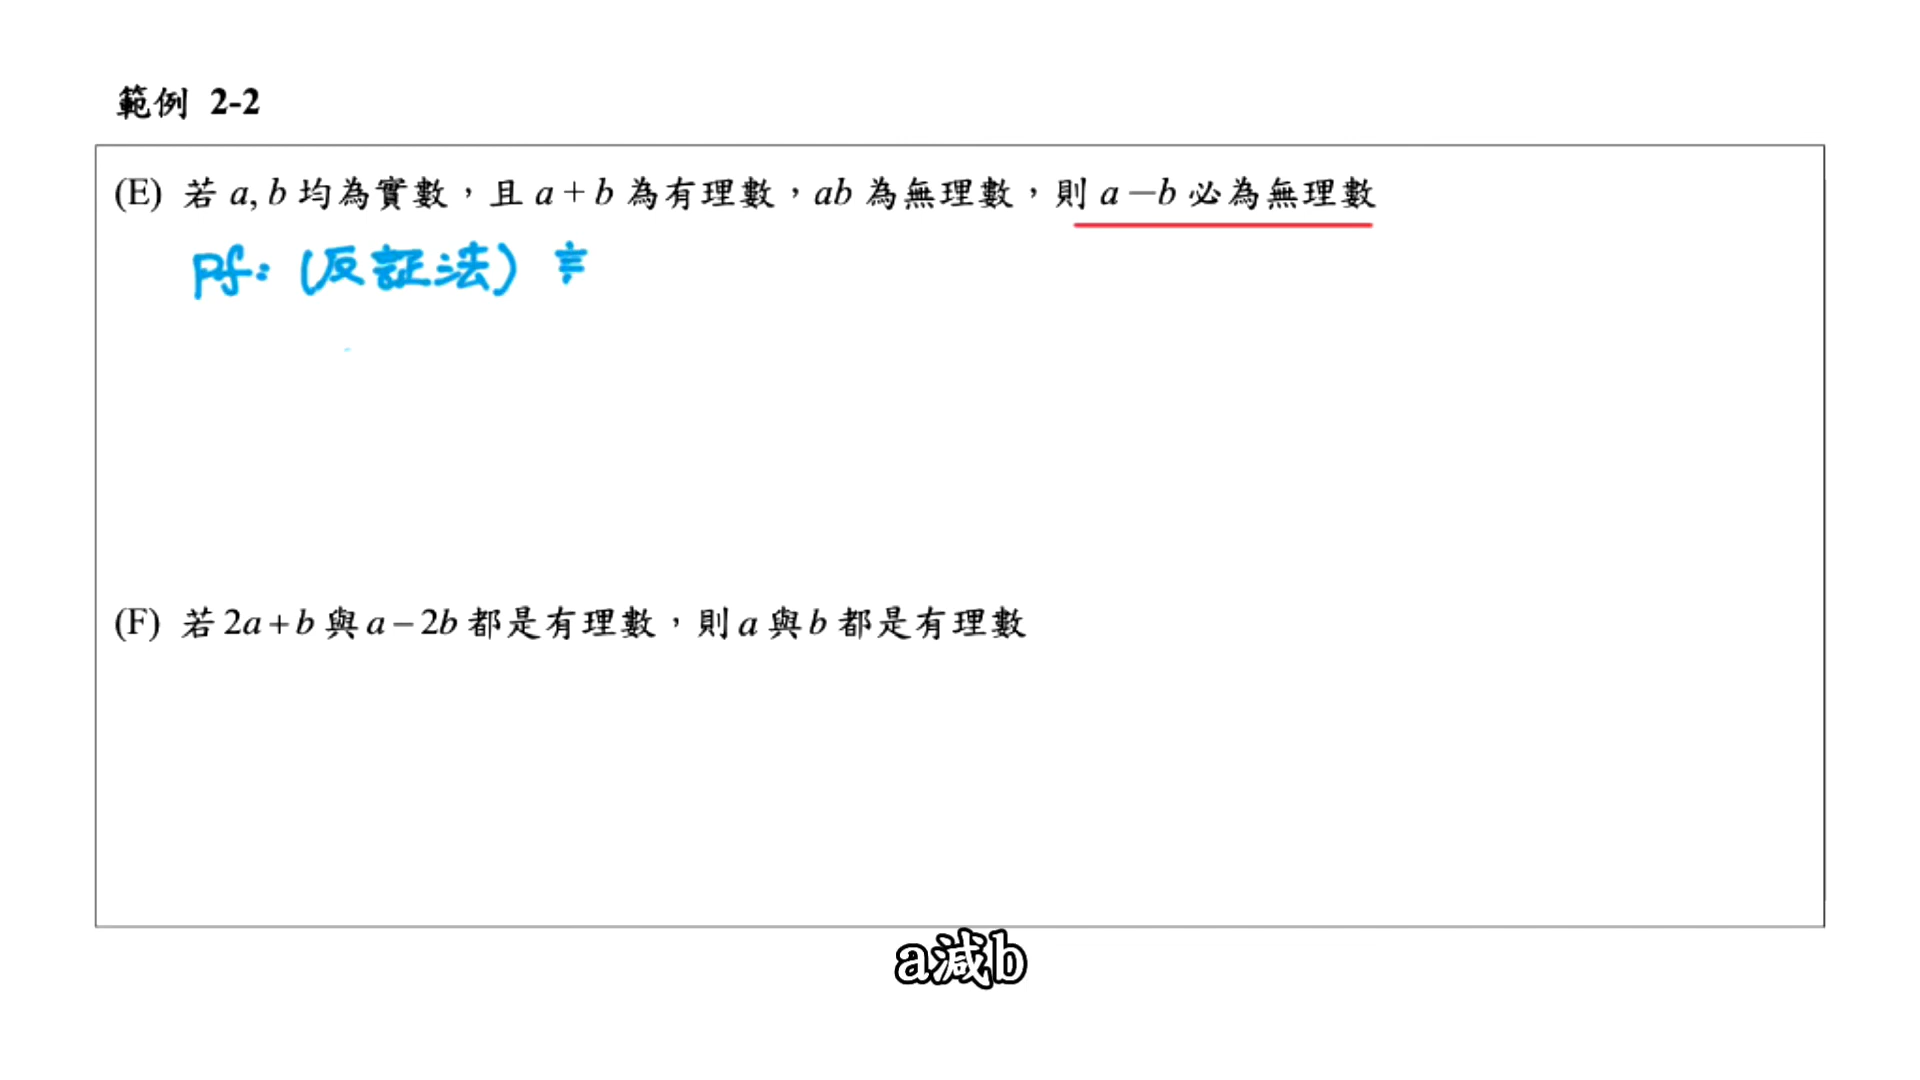 範例 2-2
(E) 若 a, b 均為實數，且 a + b 為有理數，ab 為無理數，則 a－b 必為無理數
pf:（反証法）
(F) 若 2a+b 與 a−2b 都是有理數，則 a 與 b 都是有理數
a減b